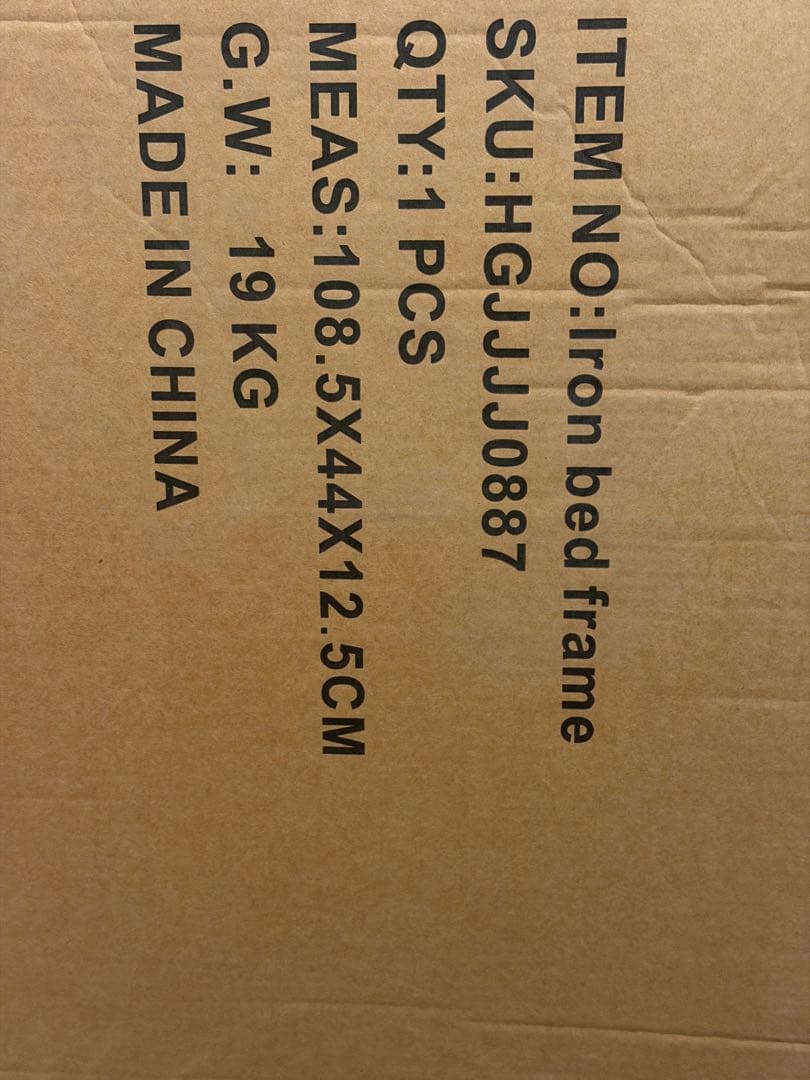 ITEM NO:Iron bed frame
SKU:HGJJJJ0887
QTY:1 PCS
MEAS:108.5X44X12.5CM
G.W: 19 KG
MADE IN CHINA